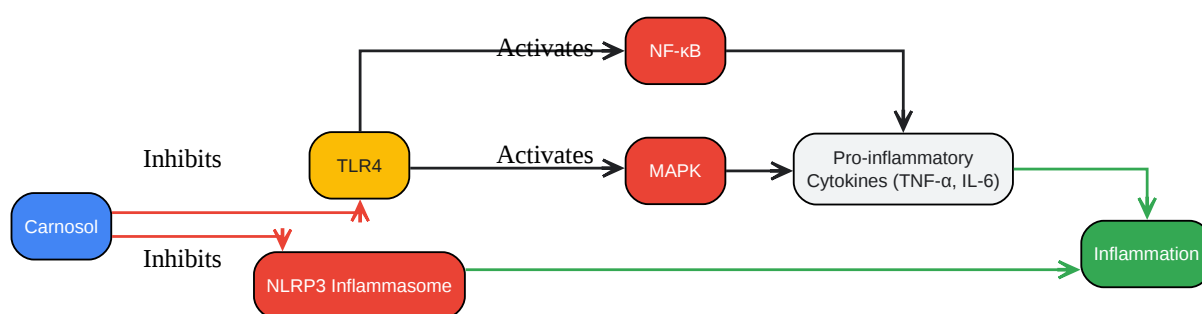 Activates
NF-κB
Inhibits
TLR4
Activates
MAPK
Pro-inflammatory
Cytokines (TNF-α, IL-6)
Carnosol
Inhibits
NLRP3 Inflammasome
Inflammation